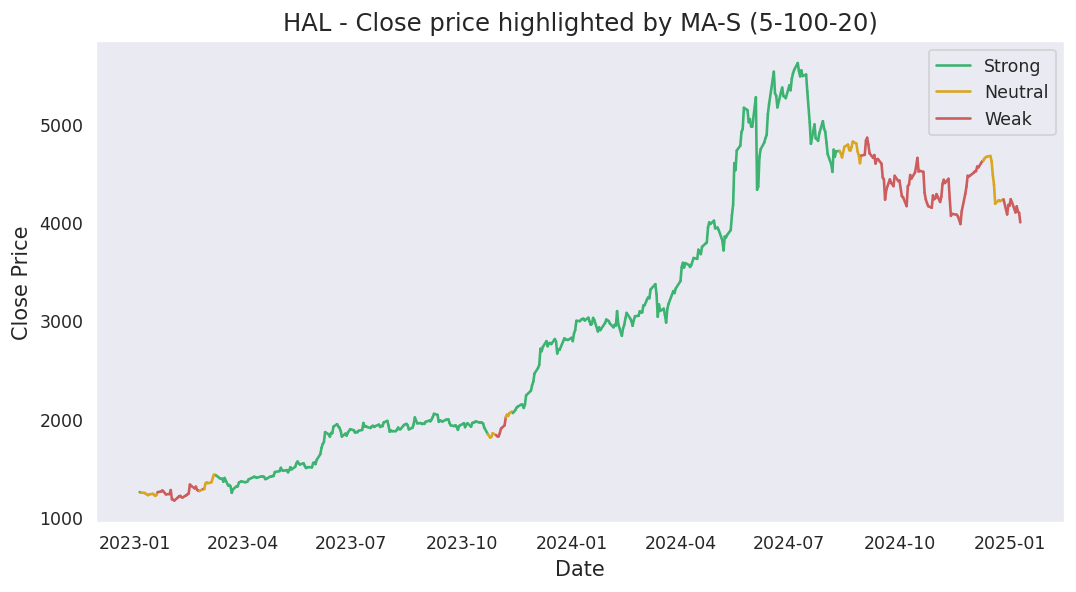 HAL - Close price highlighted by MA-S (5-100-20)
Strong
Neutral
Weak
Close Price
5000
4000
3000
2000
1000
2023-01 2023-04 2023-07 2023-10 2024-01 2024-04 2024-07 2024-10 2025-01
Date